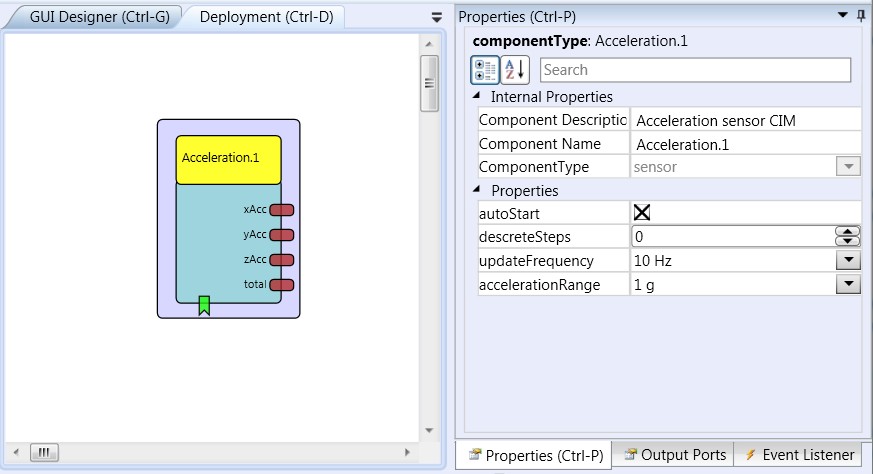 GUI Designer (Ctrl-G)
Deployment (Ctrl-D)
Acceleration.1
xAcc
yAcc
zAcc
total
Properties (Ctrl-P)
componentType: Acceleration.1
A
Z
Search
Internal Properties
Component Descriptio Acceleration sensor CIM
Component Name Acceleration.1
ComponentType sensor
Properties
autoStart
descreteSteps 0
updateFrequency 10 Hz
accelerationRange 1 g
Properties (Ctrl-P)
Output Ports
Event Listener